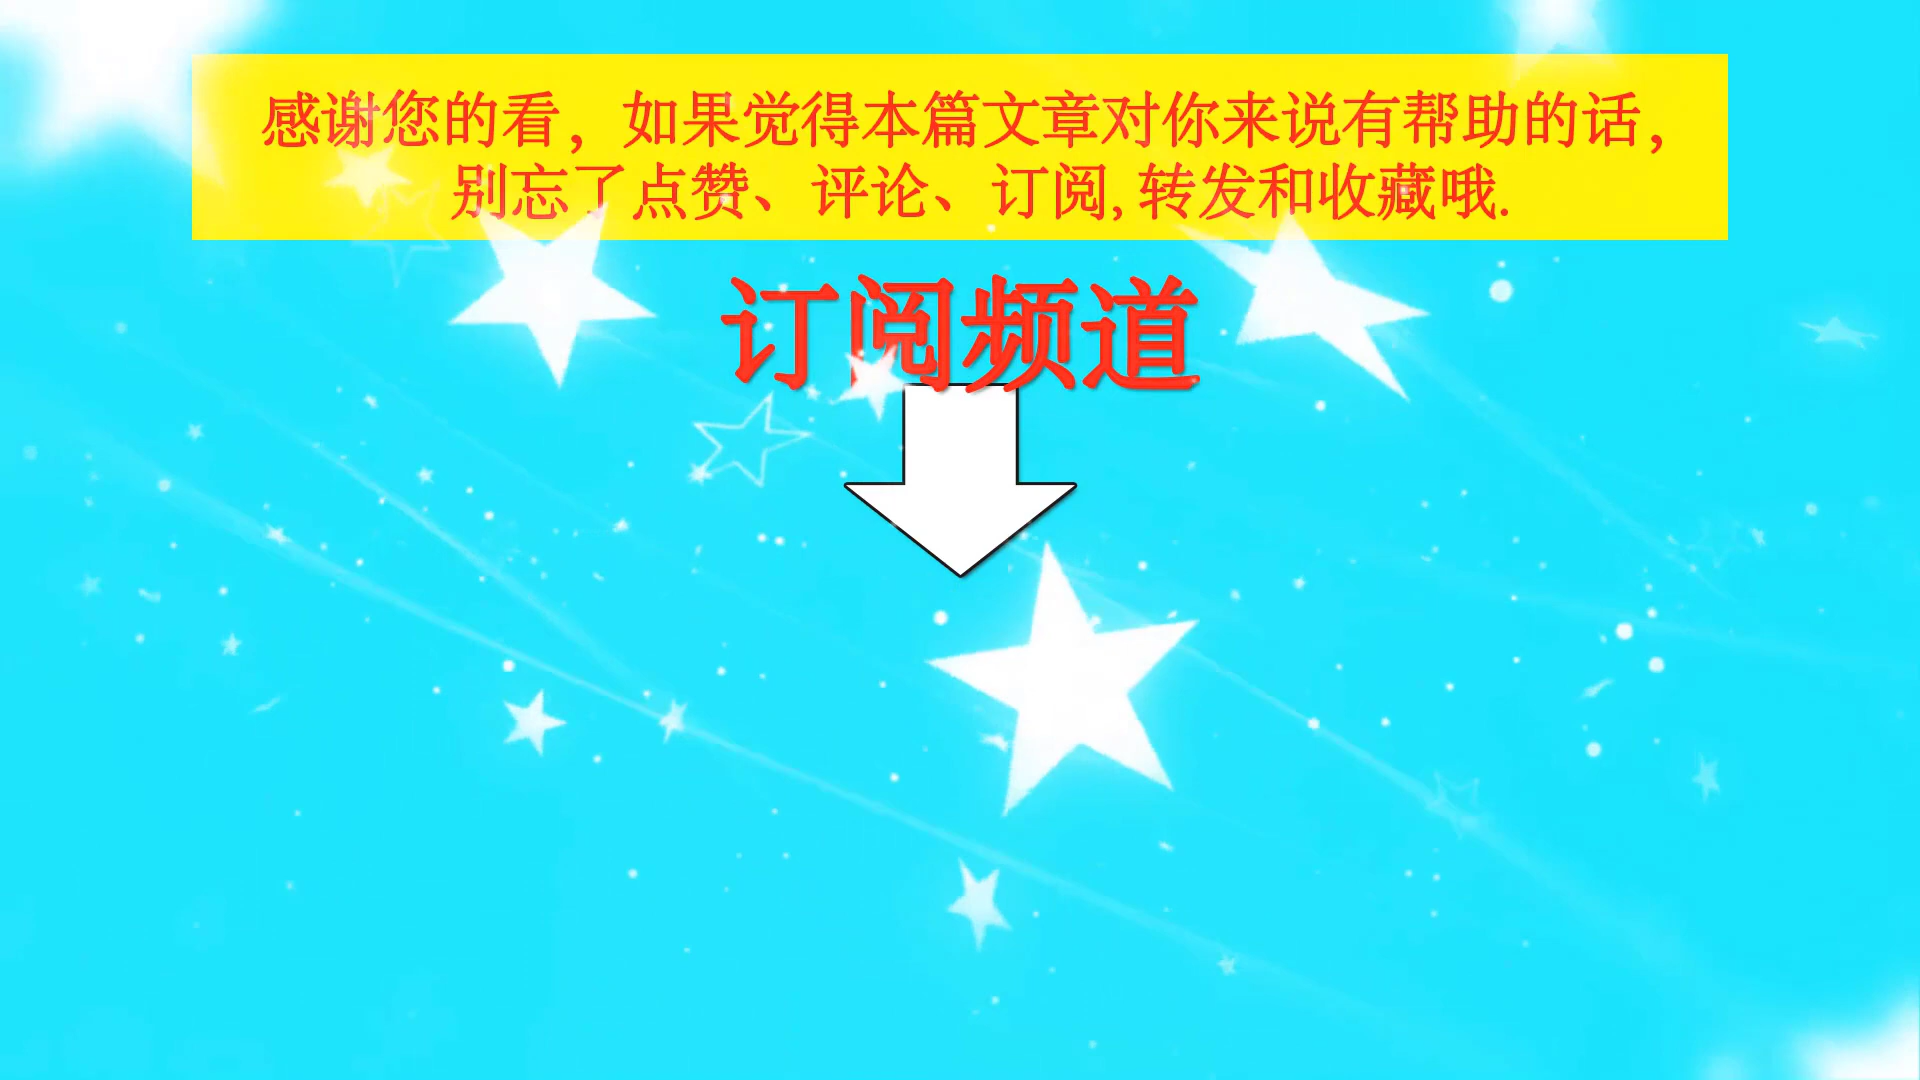 感谢您的看，如果觉得本篇文章对你来说有帮助的话，
别忘了点赞、评论、订阅,转发和收藏哦.
订阅频道